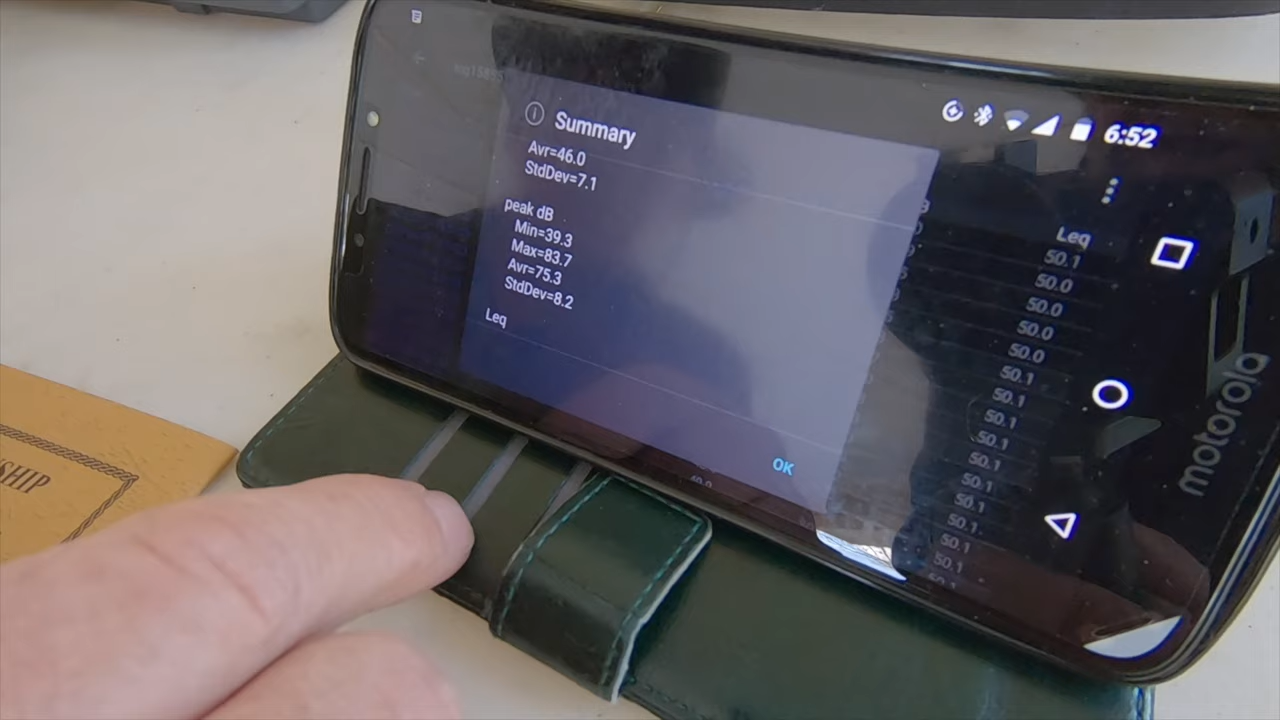 6:52
Summary
Avr=46.0
StdDev=7.1
peak dB
Min=39.3
Max=83.7
Avr=75.3
StdDev=8.2
Leq
OK
Leq
50.1
50.0
50.0
50.0
50.0
50.1
50.1
50.1
50.1
50.1
50.1
50.1
50.1
50.1
50.1
motorola
SHIP